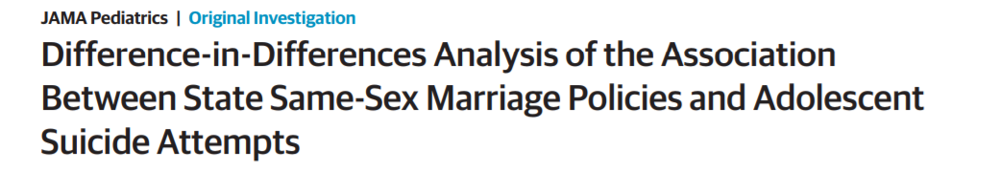 JAMA Pediatrics | Original Investigation
Difference-in-Differences Analysis of the Association
Between State Same-Sex Marriage Policies and Adolescent
Suicide Attempts